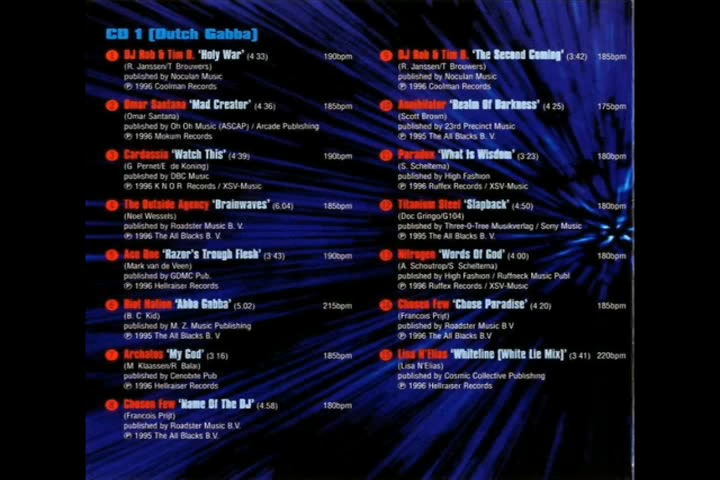 CD 1 (Dutch Gabba)
1 DJ Rob & Tim B. 'Holy War' (4 33) 190bpm
(R. Janssen/T Brouwers)
published by Noculan Music
℗ 1996 Coolman Records
2 Omar Santana 'Mad Creator' (4 36) 185bpm
(Omar Santana)
published by Oh Oh Music (ASCAP) / Arcade Publishing
℗ 1996 Mokum Records
3 Cardassia 'Watch This' (4'39) 190bpm
(G Pernet/E de Koning)
published by DBC Music
℗ 1996 K N O R Records / XSV-Music
4 The Outside Agency 'Brainwaves' (6.04) 185bpm
(Noel Wessels)
published by Roadster Music B. V.
℗ 1996 The All Blacks B. V.
5 Ace One 'Razor's Trough Flesh' (3'43) 190bpm
(Mark van de Veen)
published by GDMC Pub.
℗ 1996 Hellraiser Records
6 Riot Nation 'Abba Gabba' (5.02) 215bpm
(B. C Kid)
published by M. Z. Music Publishing
℗ 1995 The All Blacks B. V
7 Archatos 'My God' (3 16) 185bpm
(M Klaassen/R Balai)
published by Cenobite Pub
℗ 1996 Hellraiser Records
8 Chosen Few 'Name Of The DJ' (4.58) 180bpm
(Francois Prijt)
published by Roadster Music B.V
℗ 1995 The All Blacks B.V.
9 DJ Rob & Tim B. 'The Second Coming' (3:42) 185bpm
(R. Janssen/T Brouwers)
published by Noculan Music
℗ 1996 Coolman Records
10 Annihilator 'Realm Of Darkness' (4 25) 175bpm
(Scott Brown)
published by 23rd Precinct Music
℗ 1995 The All Blacks B.V.
11 Paradox 'What Is Wisdom' (3'23) 180bpm
(S. Scheltema)
published by High Fashion
℗ 1996 Ruffex Records / XSV-Music
12 Titanium Steel 'Slapback' (4:50) 180bpm
(Doc Gringo/G104)
published by Three-O-Tree Musikverlag / Sony Music
℗ 1995 The All Blacks B. V.
13 Nitrogen 'Words Of God' (4 00) 180bpm
(A Schoutrop/S Scheltema)
published by High Fashion / Ruffneck Music Publ
℗ 1996 Ruffex Records / XSV-Music
14 Chosen Few 'Chose Paradise' (4 20) 185bpm
(Francois Prijt)
published by Roadster Music B V
℗ 1996 The All Blacks B.V
15 Lisa N'Elias 'Whiteline (White Lie Mix)' (3 41) 220bpm
(Lisa N'Elias)
published by Cosmic Collective Publishing
℗ 1996 Hellraiser Records